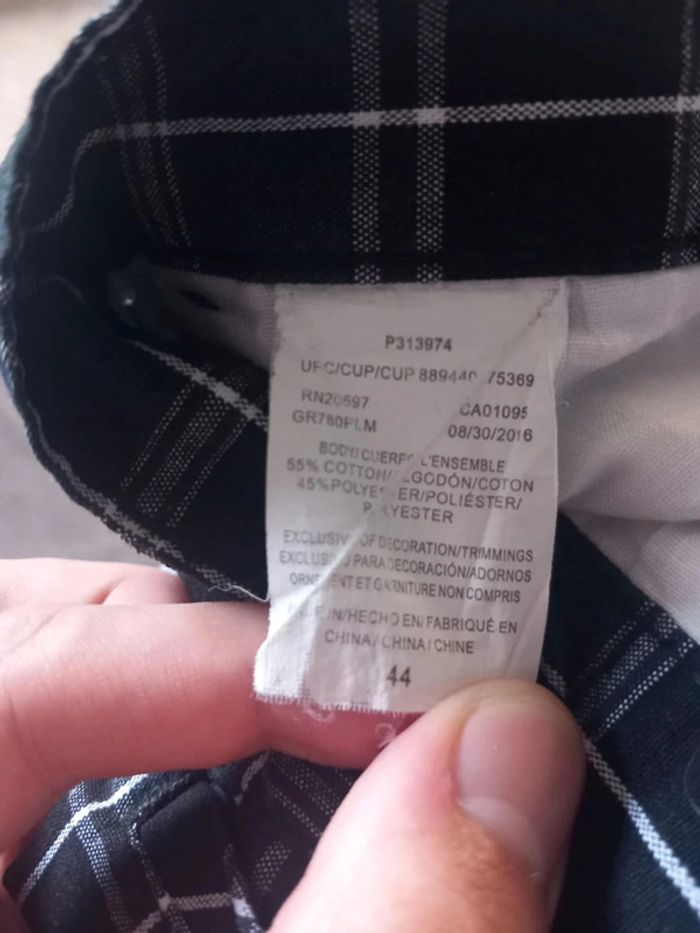 P313974
UPC/CUP/CUP 889440 75369
RN20697 CA01095
GR780PLM 08/30/2016
BODY/CUERPO L'ENSEMBLE
55% COTTON/ALGODÓN/COTON
45%POLYESTER/POLIÉSTER/
POLYESTER
EXCLUSIVE OF DECORATION/TRIMMINGS
EXCLUSIVO PARA DECORACIÓN/ADORNOS
ORNEMENT ET GARNITURE NON COMPRIS
IN/HECHO EN/FABRIQUÉ EN
CHINA/CHINA/CHINE
44